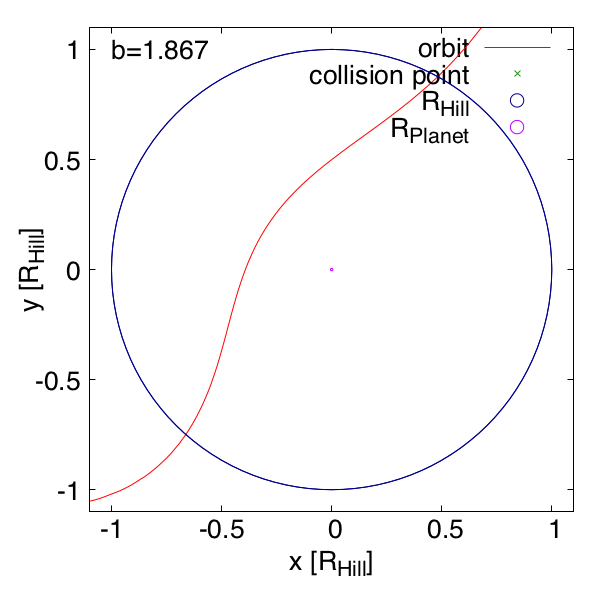 b=1.867
orbit
collision point
R_Hill
R_Planet
1
0.5
0
-0.5
-1
y [R_Hill]
-1 -0.5 0 0.5 1
x [R_Hill]